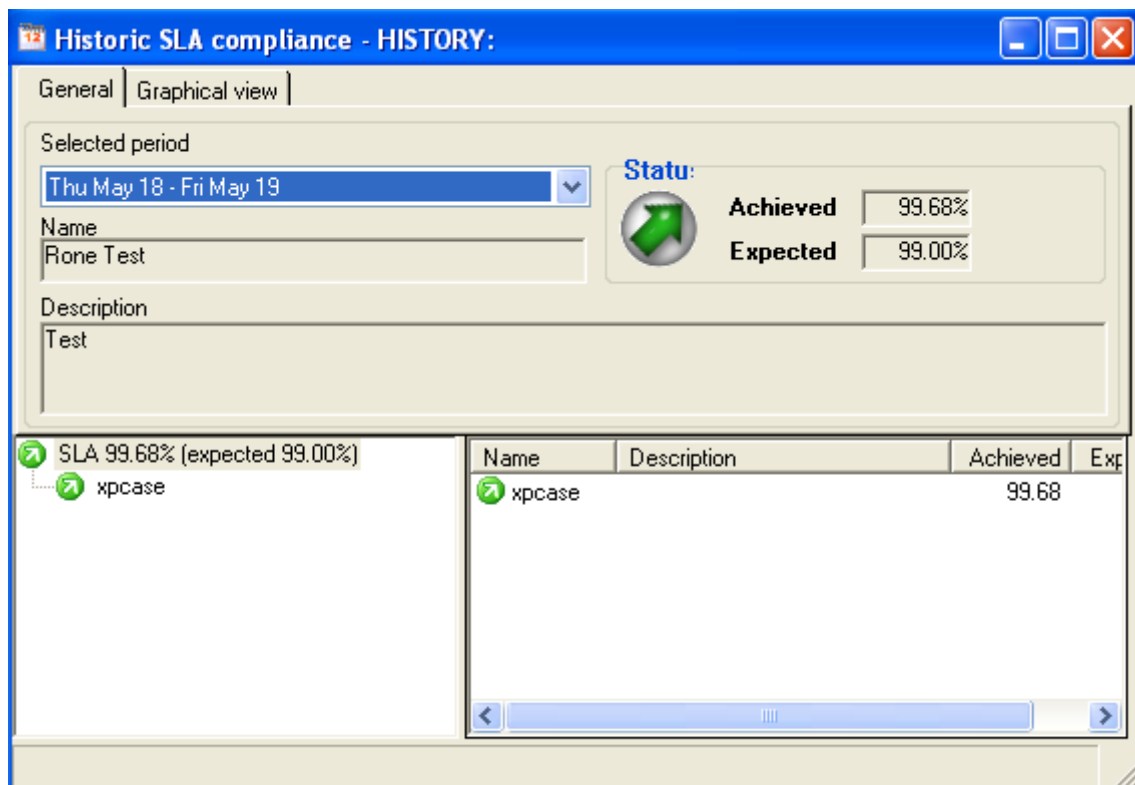 Historic SLA compliance - HISTORY:
General Graphical view
Selected period
Thu May 18 - Fri May 19
Name
Rone Test
Status:
Achieved 99.68%
Expected 99.00%
Description
Test
SLA 99.68% (expected 99.00%)
xpcase
Name Description Achieved Exp
xpcase 99.68